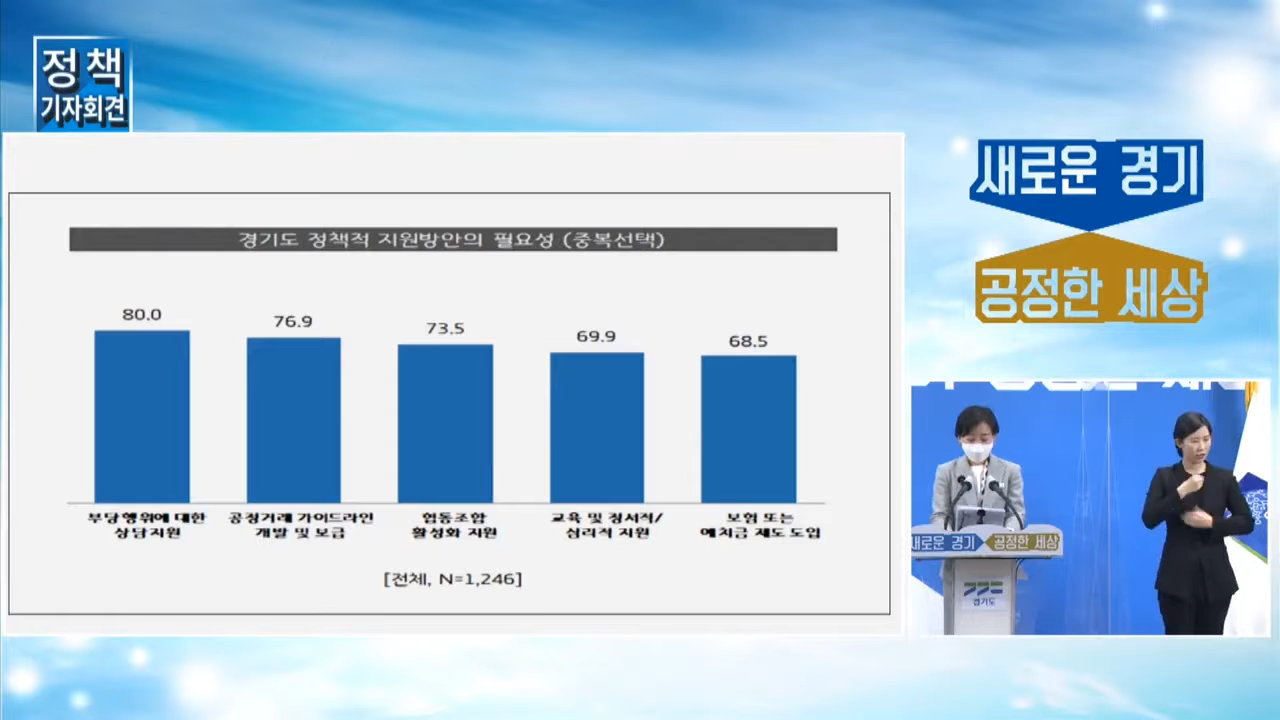 정책
기자회견
새로운 경기
공정한 세상
경기도 정책적 지원방안의 필요성 (중복선택)
80.0
76.9
73.5
69.9
68.5
부당행위에 대한
상담지원
공정거래 가이드라인
개발 및 보급
협동조합
활성화 지원
교육 및 정서적/
심리적 지원
보험 또는
예치금 제도 도입
[전체, N=1,246]
새로운 경기 공정한 세상
경기도